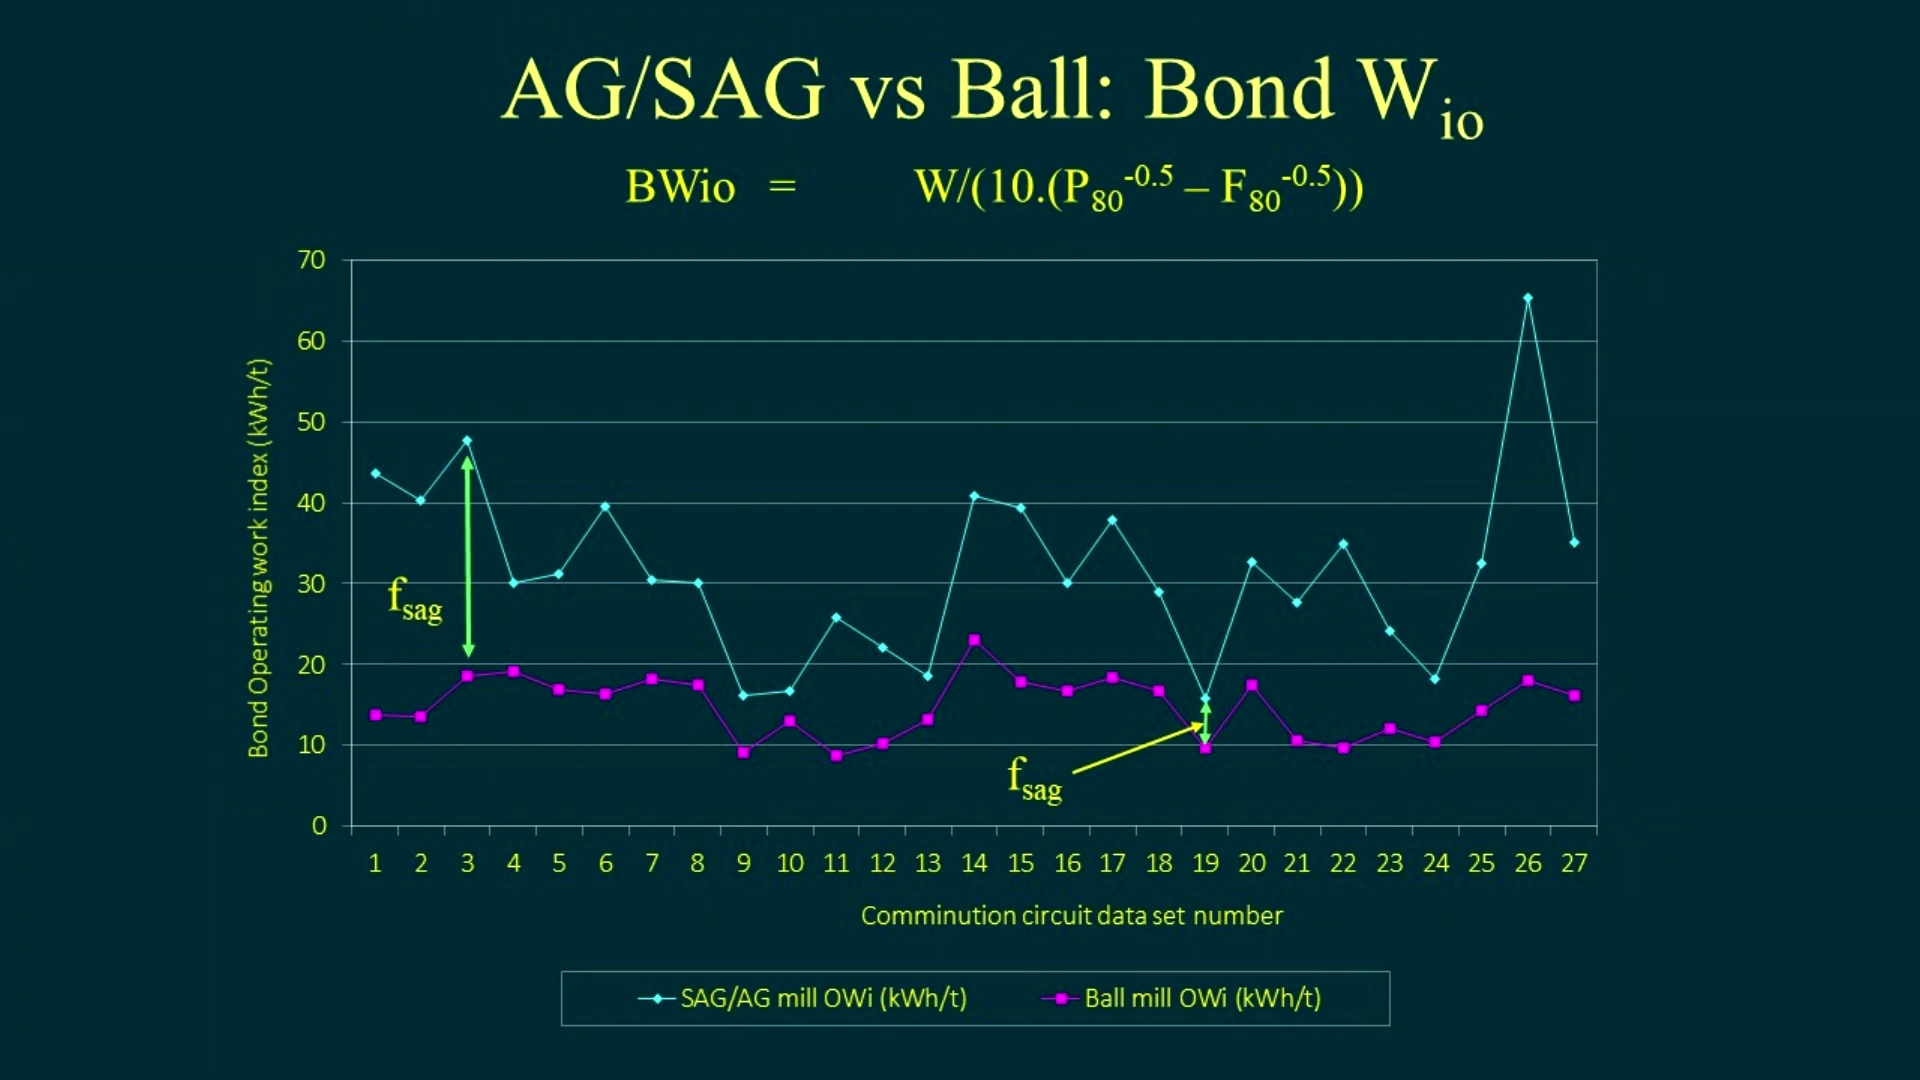 AG/SAG vs Ball: Bond Wio
BWio = W/(10.(P80-0.5 – F80-0.5))
Bond Operating work index (kWh/t)
70
60
50
40
30
20
10
0
fsag
fsag
1 2 3 4 5 6 7 8 9 10 11 12 13 14 15 16 17 18 19 20 21 22 23 24 25 26 27
Comminution circuit data set number
SAG/AG mill OWi (kWh/t) Ball mill OWi (kWh/t)